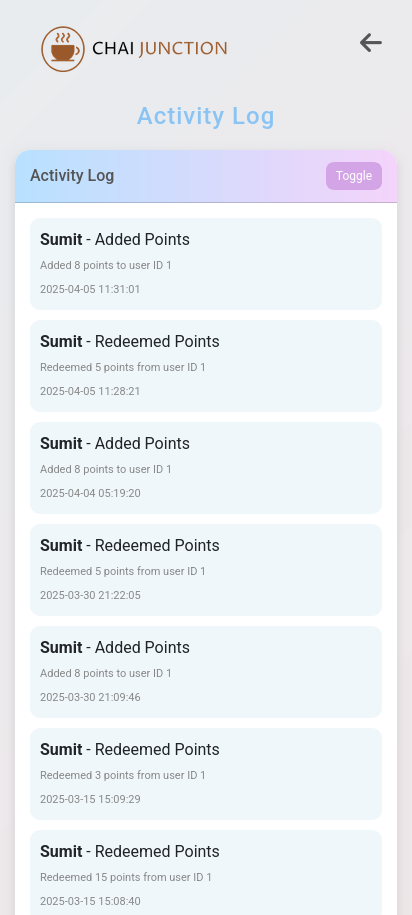 CHAI JUNCTION
Activity Log
Activity Log
Toggle
Sumit - Added Points
Added 8 points to user ID 1
2025-04-05 11:31:01
Sumit - Redeemed Points
Redeemed 5 points from user ID 1
2025-04-05 11:28:21
Sumit - Added Points
Added 8 points to user ID 1
2025-04-04 05:19:20
Sumit - Redeemed Points
Redeemed 5 points from user ID 1
2025-03-30 21:22:05
Sumit - Added Points
Added 8 points to user ID 1
2025-03-30 21:09:46
Sumit - Redeemed Points
Redeemed 3 points from user ID 1
2025-03-15 15:09:29
Sumit - Redeemed Points
Redeemed 15 points from user ID 1
2025-03-15 15:08:40